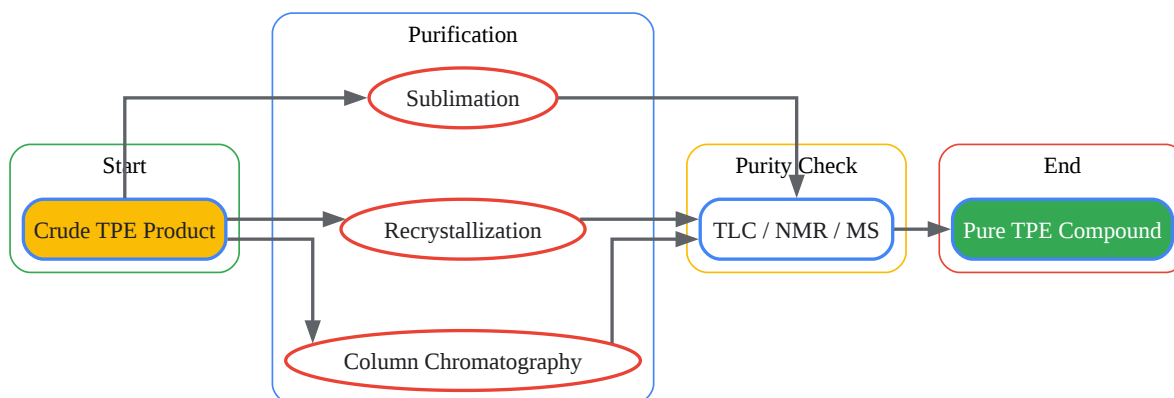 Purification
Sublimation
Start
Purity Check
End
Crude TPE Product
Recrystallization
TLC / NMR / MS
Pure TPE Compound
Column Chromatography